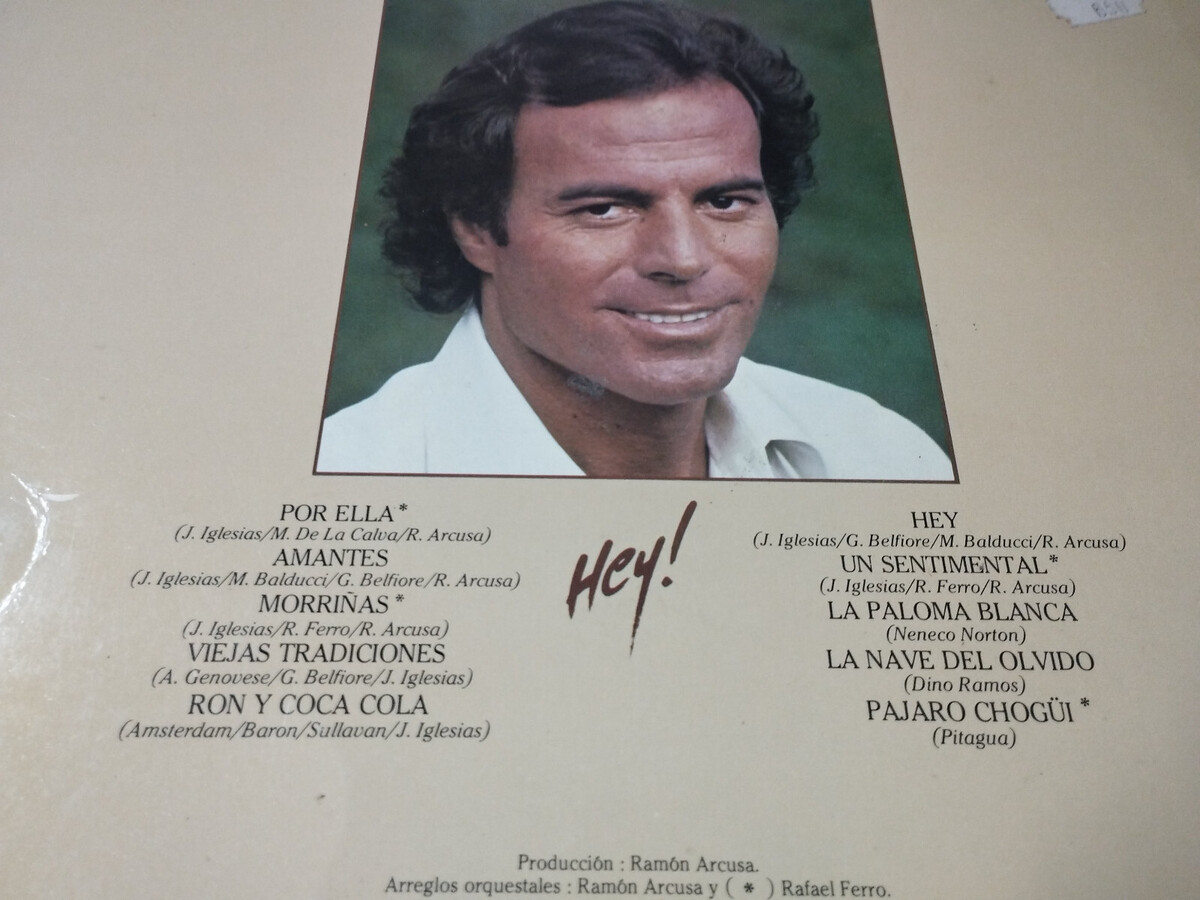 POR ELLA*
(J. Iglesias/M. De La Calva/R. Arcusa)
AMANTES
(J. Iglesias/M. Balducci/G. Belfiore/R. Arcusa)
MORRIÑAS*
(J. Iglesias/R. Ferro/R. Arcusa)
VIEJAS TRADICIONES
(A. Genovese/G. Belfiore/J. Iglesias)
RON Y COCA COLA
(Amsterdam/Baron/Sullavan/J. Iglesias)
Hey!
HEY
(J. Iglesias/G. Belfiore/M. Balducci/R. Arcusa)
UN SENTIMENTAL*
(J. Iglesias/R. Ferro/R. Arcusa)
LA PALOMA BLANCA
(Neneco Norton)
LA NAVE DEL OLVIDO
(Dino Ramos)
PAJARO CHOGÜI*
(Pitagua)
Producción : Ramón Arcusa.
Arreglos orquestales : Ramón Arcusa y ( * ) Rafael Ferro.